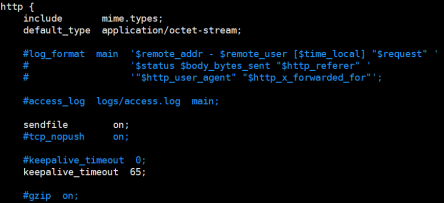 http {
    include       mime.types;
    default_type  application/octet-stream;
    #log_format  main  '$remote_addr - $remote_user [$time_local] "$request" '
    #                  '$status $body_bytes_sent "$http_referer" '
    #                  '"$http_user_agent" "$http_x_forwarded_for"';
    #access_log  logs/access.log  main;
    sendfile        on;
    #tcp_nopush     on;
    #keepalive_timeout  0;
    keepalive_timeout  65;
    #gzip  on;